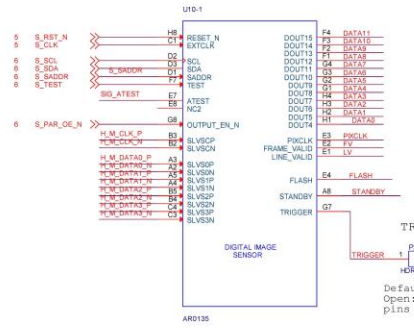 U10-1
5 S_RST_N H8 RESET_N DOUT15 F4 DATA11
5 S_CLK C1 EXTCLK DOUT14 F3 DATA10
DOUT13 F2 DATA9
6 S_SCL D2 SCL DOUT12 F1 DATA8
6 S_SDA D3 SDA DOUT11 G4 DATA7
6 S_SADDR S_SADDR D1 SADDR DOUT10 G3 DATA6
6 S_TEST F7 TEST DOUT9 G2 DATA5
DOUT8 G1 DATA4
SIG_ATEST E7 ATEST DOUT7 H4 DATA3
E8 NC2 DOUT6 H3 DATA2
DOUT5 H2 DATA1
6 S_PAR_OE_N G8 OUTPUT_EN_N DOUT4 H1 DATA0
H_M_CLK_P B3 SLVSCP PIXCLK E3 PIXCLK
H_M_CLK_N B2 SLVSCN FRAME_VALID E2 FV
LINE_VALID E1 LV
H_M_DATA0_P A3 SLVS0P
H_M_DATA0_N A2 SLVS0N
H_M_DATA1_P A5 SLVS1P FLASH E4 FLASH
H_M_DATA1_N A4 SLVS1N
H_M_DATA2_P B5 SLVS2P STANDBY A8 STANDBY
H_M_DATA2_N B4 SLVS2N
H_M_DATA3_P C4 SLVS3P TRIGGER G7
H_M_DATA3_N C3 SLVS3N
TR
DIGITAL IMAGE
SENSOR
TRIGGER 1
HDR
Defau
Open:
pins
AR0135